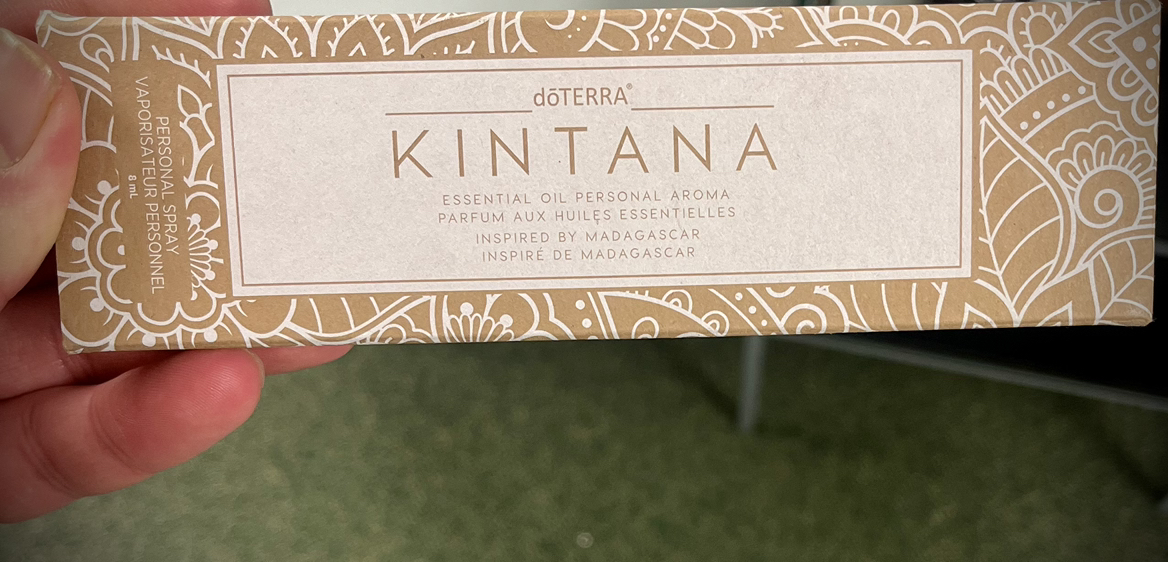 dōTERRA®
KINTANA
ESSENTIAL OIL PERSONAL AROMA
PARFUM AUX HUILES ESSENTIELLES
INSPIRED BY MADAGASCAR
INSPIRÉ DE MADAGASCAR
PERSONAL SPRAY
VAPORISATEUR PERSONNEL
8 mL